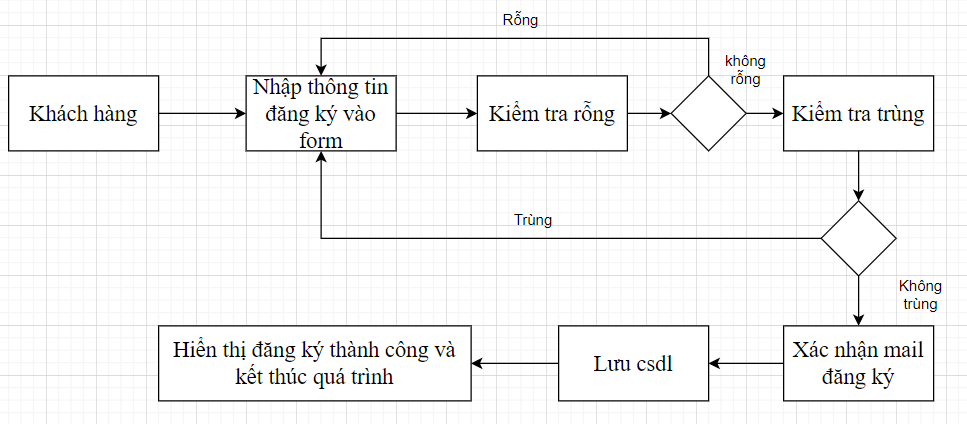 Rỗng
Khách hàng
Nhập thông tin
đăng ký vào
form
Kiểm tra rỗng
không
rỗng
Kiểm tra trùng
Trùng
Không
trùng
Hiển thị đăng ký thành công và
kết thúc quá trình
Lưu csdl
Xác nhận mail
đăng ký